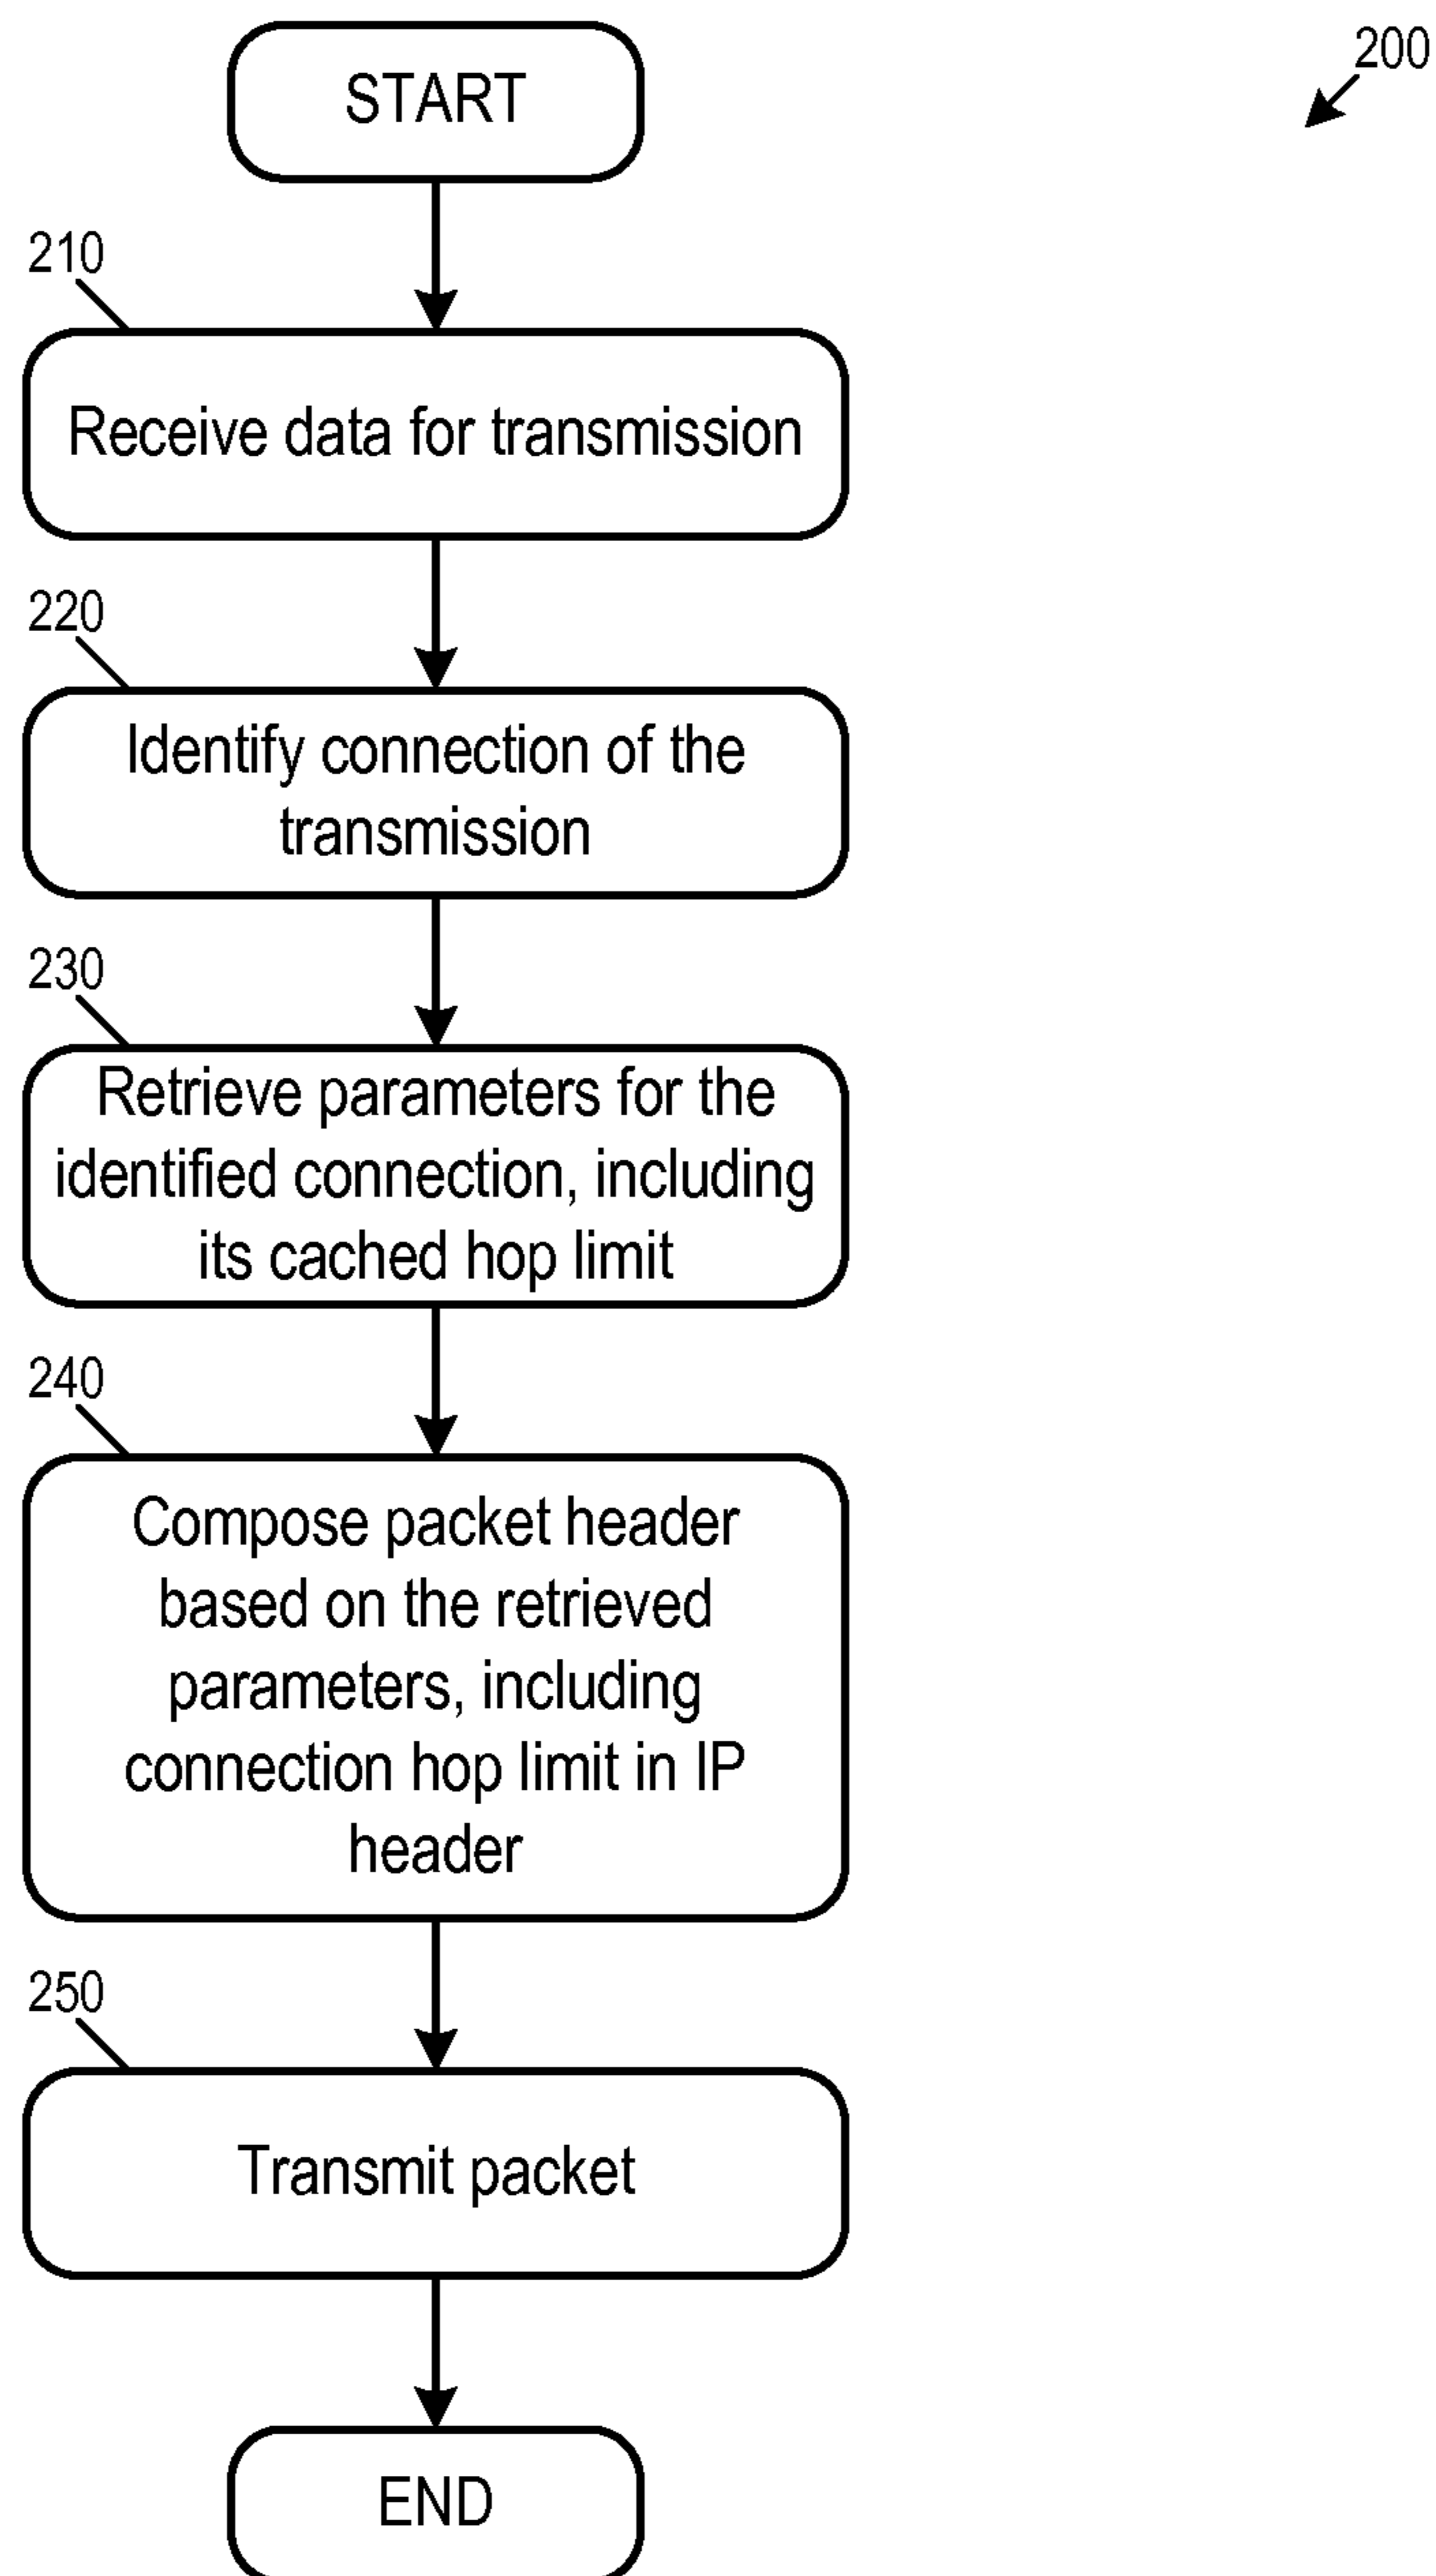 START
200
210
Receive data for transmission
220
Identify connection of the
transmission
230
Retrieve parameters for the
identified connection, including
its cached hop limit
240
Compose packet header
based on the retrieved
parameters, including
connection hop limit in IP
header
250
Transmit packet
END